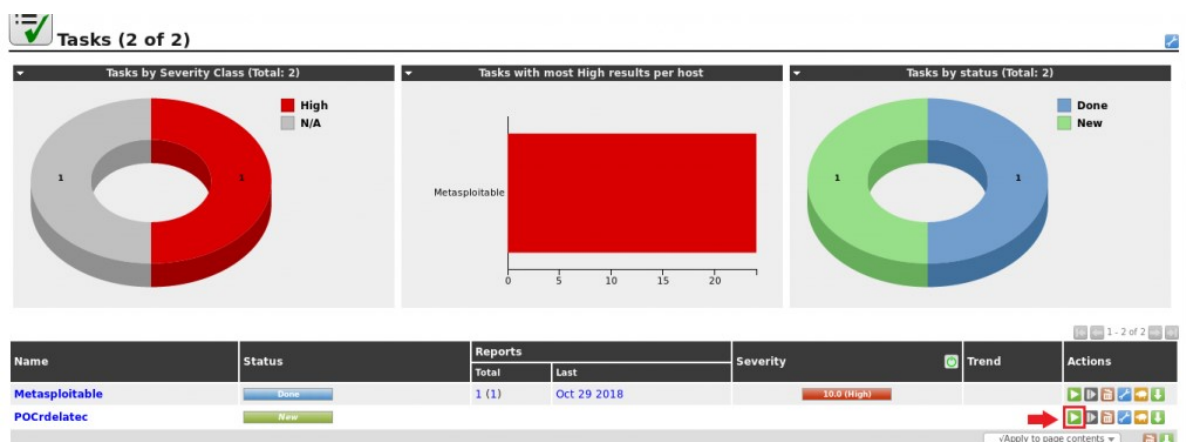 Tasks (2 of 2)
Tasks by Severity Class (Total: 2)
High
N/A
1
1
Tasks with most High results per host
Metasploitable
0 5 10 15 20
Tasks by status (Total: 2)
Done
New
1
1
1 - 2 of 2
Name Status Reports Severity Trend Actions
Total Last
Metasploitable Done 1 (1) Oct 29 2018 10.0 (High)
POCrdelatec New
√Apply to page contents